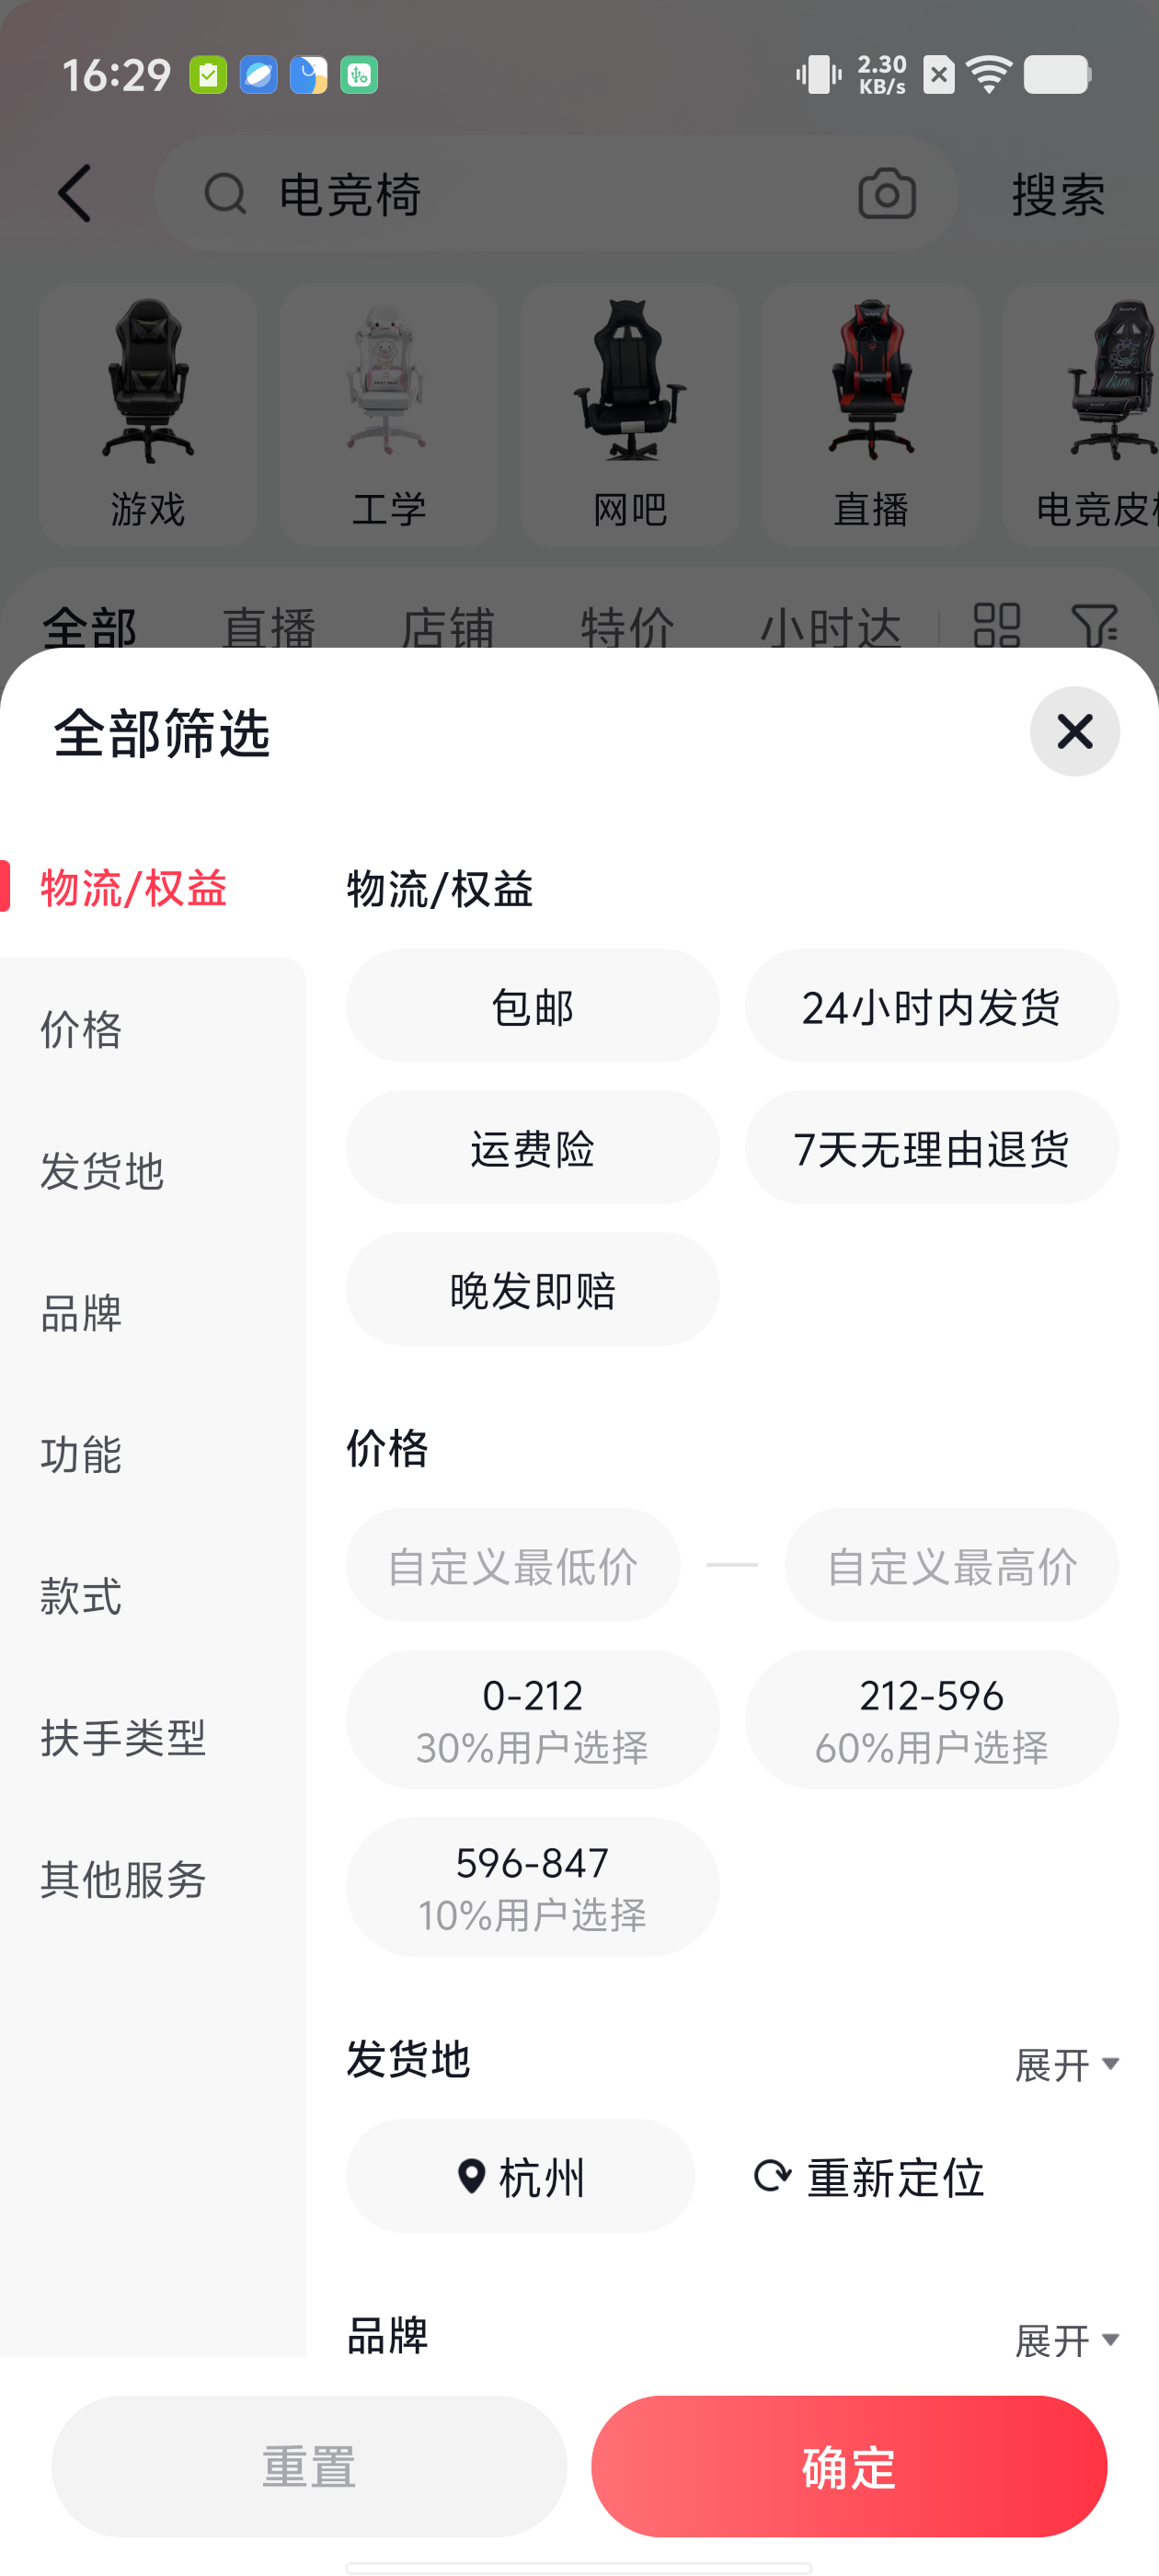 16:29
2.30
KB/s
电竞椅
搜索
游戏
工学
网吧
直播
电竞皮
全部
直播
店铺
特价
小时达
全部筛选
物流/权益
价格
发货地
品牌
功能
款式
扶手类型
其他服务
物流/权益
包邮
24小时内发货
运费险
7天无理由退货
晚发即赔
价格
自定义最低价
自定义最高价
0-212
30%用户选择
212-596
60%用户选择
596-847
10%用户选择
发货地
展开
杭州
重新定位
品牌
展开
重置
确定